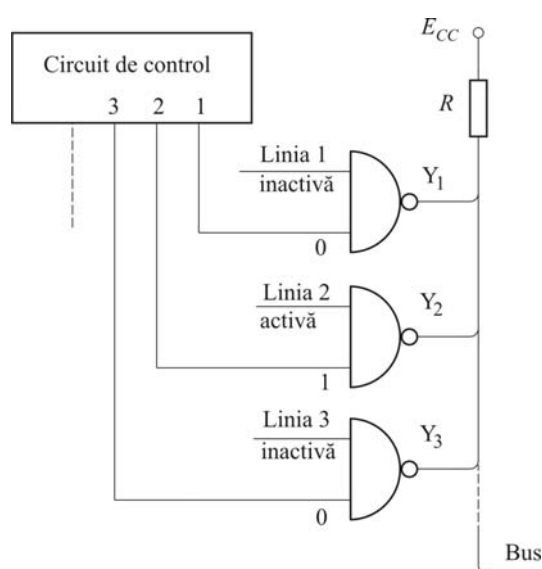 E_CC
Circuit de control
R
3 2 1
Linia 1
inactivă
Y₁
0
Linia 2
activă
Y₂
1
Linia 3
inactivă
Y₃
0
Bus